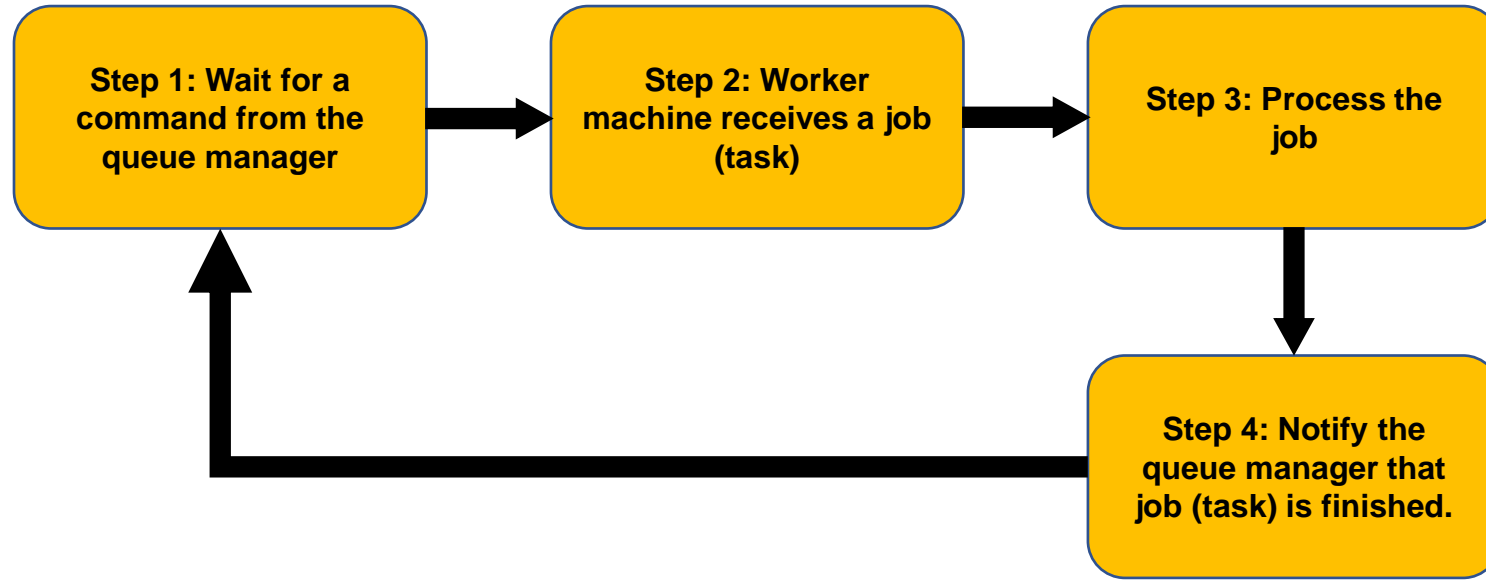 Step 1: Wait for a
command from the
queue manager
Step 2: Worker
machine receives a job
(task)
Step 3: Process the
job
Step 4: Notify the
queue manager that
job (task) is finished.